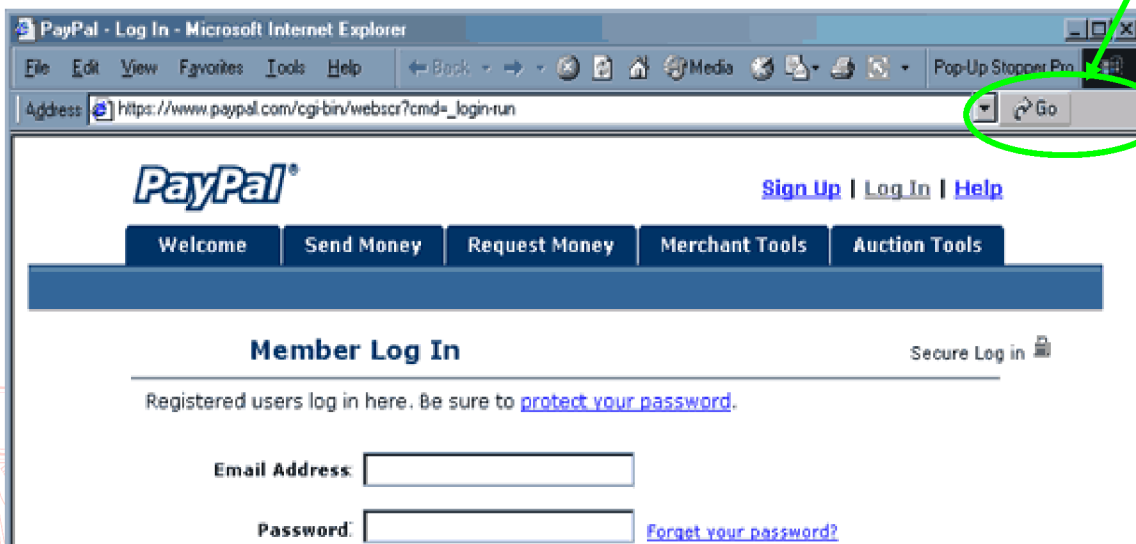 PayPal - Log In - Microsoft Internet Explorer
File Edit View Favorites Tools Help Back Media Pop-Up Stopper Pro
Address https://www.paypal.com/cgi-bin/webscr?cmd=_login-run Go
PayPal®
Sign Up | Log In | Help
Welcome Send Money Request Money Merchant Tools Auction Tools
Member Log In Secure Log in
Registered users log in here. Be sure to protect your password.
Email Address:
Password: Forget your password?